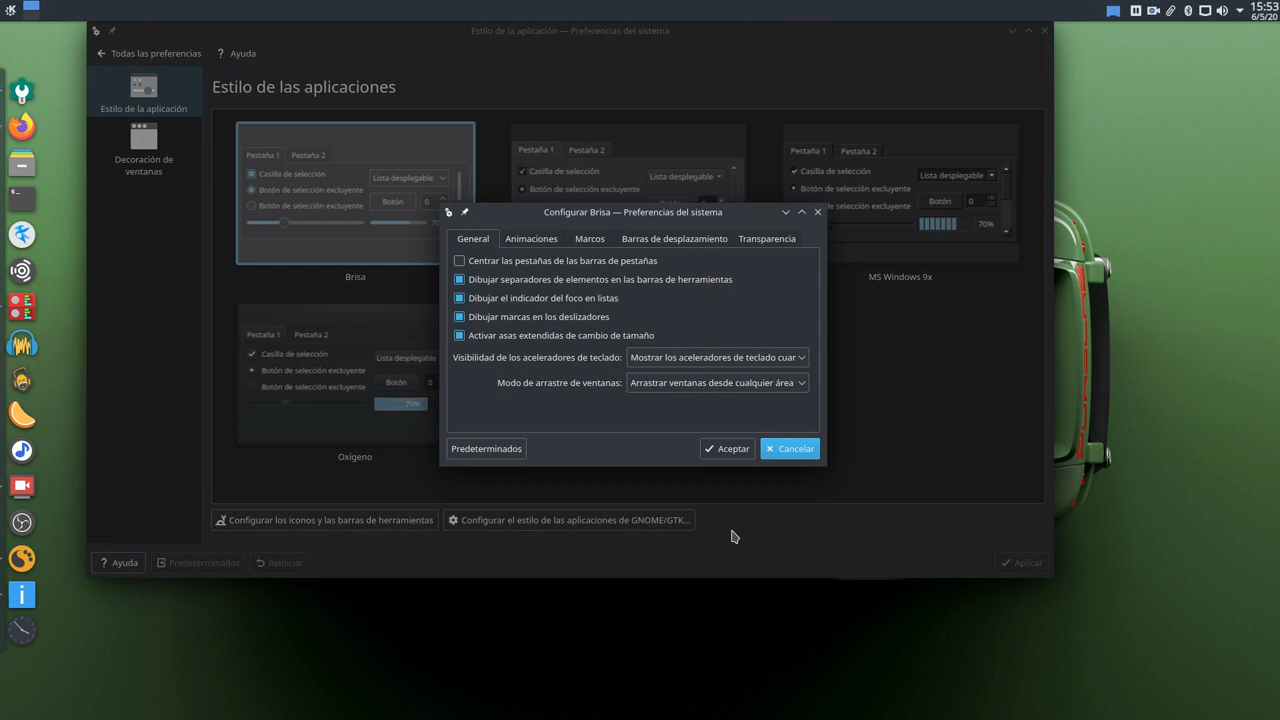 15:53
6/5/20
Estilo de la aplicación — Preferencias del sistema
Todas las preferencias
? Ayuda
Estilo de la aplicación
Decoración de
ventanas
Estilo de las aplicaciones
Pestaña 1 Pestaña 2
Casilla de selección
Botón de selección excluyente
Botón de selección excluyente
Lista desplegable
Botón 0
Brisa
Pestaña 1 Pestaña 2
Casilla de selección
Botón de selección excluyente
Lista desplegable
Pestaña 1 Pestaña 2
Casilla de selección
Botón de selección excluyente
Botón de selección excluyente
Lista desplegable
Botón 0
70%
MS Windows 9x
Pestaña 1 Pestaña 2
Casilla de selección
Botón de selección excluyente
Botón de selección excluyente
Lista desplegable
Botón 0
70%
Oxígeno
Configurar Brisa — Preferencias del sistema
General Animaciones Marcos Barras de desplazamiento Transparencia
Centrar las pestañas de las barras de pestañas
Dibujar separadores de elementos en las barras de herramientas
Dibujar el indicador del foco en listas
Dibujar marcas en los deslizadores
Activar asas extendidas de cambio de tamaño
Visibilidad de los aceleradores de teclado: Mostrar los aceleradores de teclado cuar
Modo de arrastre de ventanas: Arrastrar ventanas desde cualquier área
Predeterminados Aceptar Cancelar
Configurar los iconos y las barras de herramientas
Configurar el estilo de las aplicaciones de GNOME/GTK...
? Ayuda Predeterminados Reiniciar Aplicar